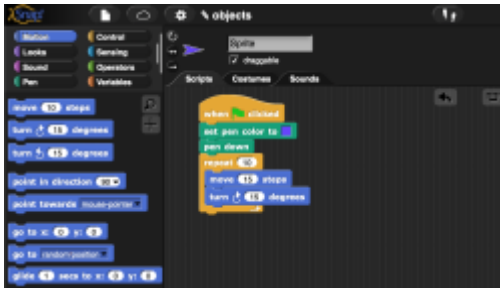 Snap!
objects
Motion
Control
Looks
Sensing
Sound
Operators
Pen
Variables
Sprite
draggable
Scripts Costumes Sounds
move 10 steps
turn 15 degrees
turn 15 degrees
point in direction 90
point towards mouse-pointer
go to x: 0 y: 0
go to random position
glide 1 secs to x: 0 y: 0
when clicked
set pen color to
pen down
repeat 10
move 15 steps
turn 15 degrees